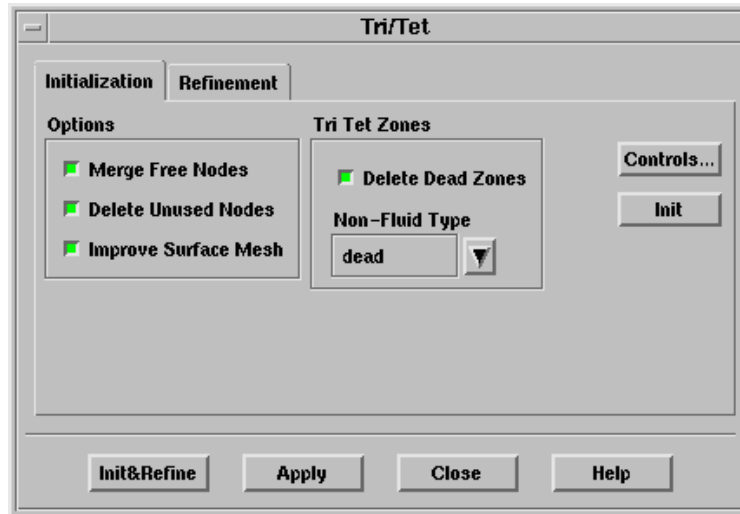 Tri/Tet
Initialization Refinement
Options
Merge Free Nodes
Delete Unused Nodes
Improve Surface Mesh
Tri Tet Zones
Delete Dead Zones
Non-Fluid Type
dead
Controls...
Init
Init&Refine Apply Close Help